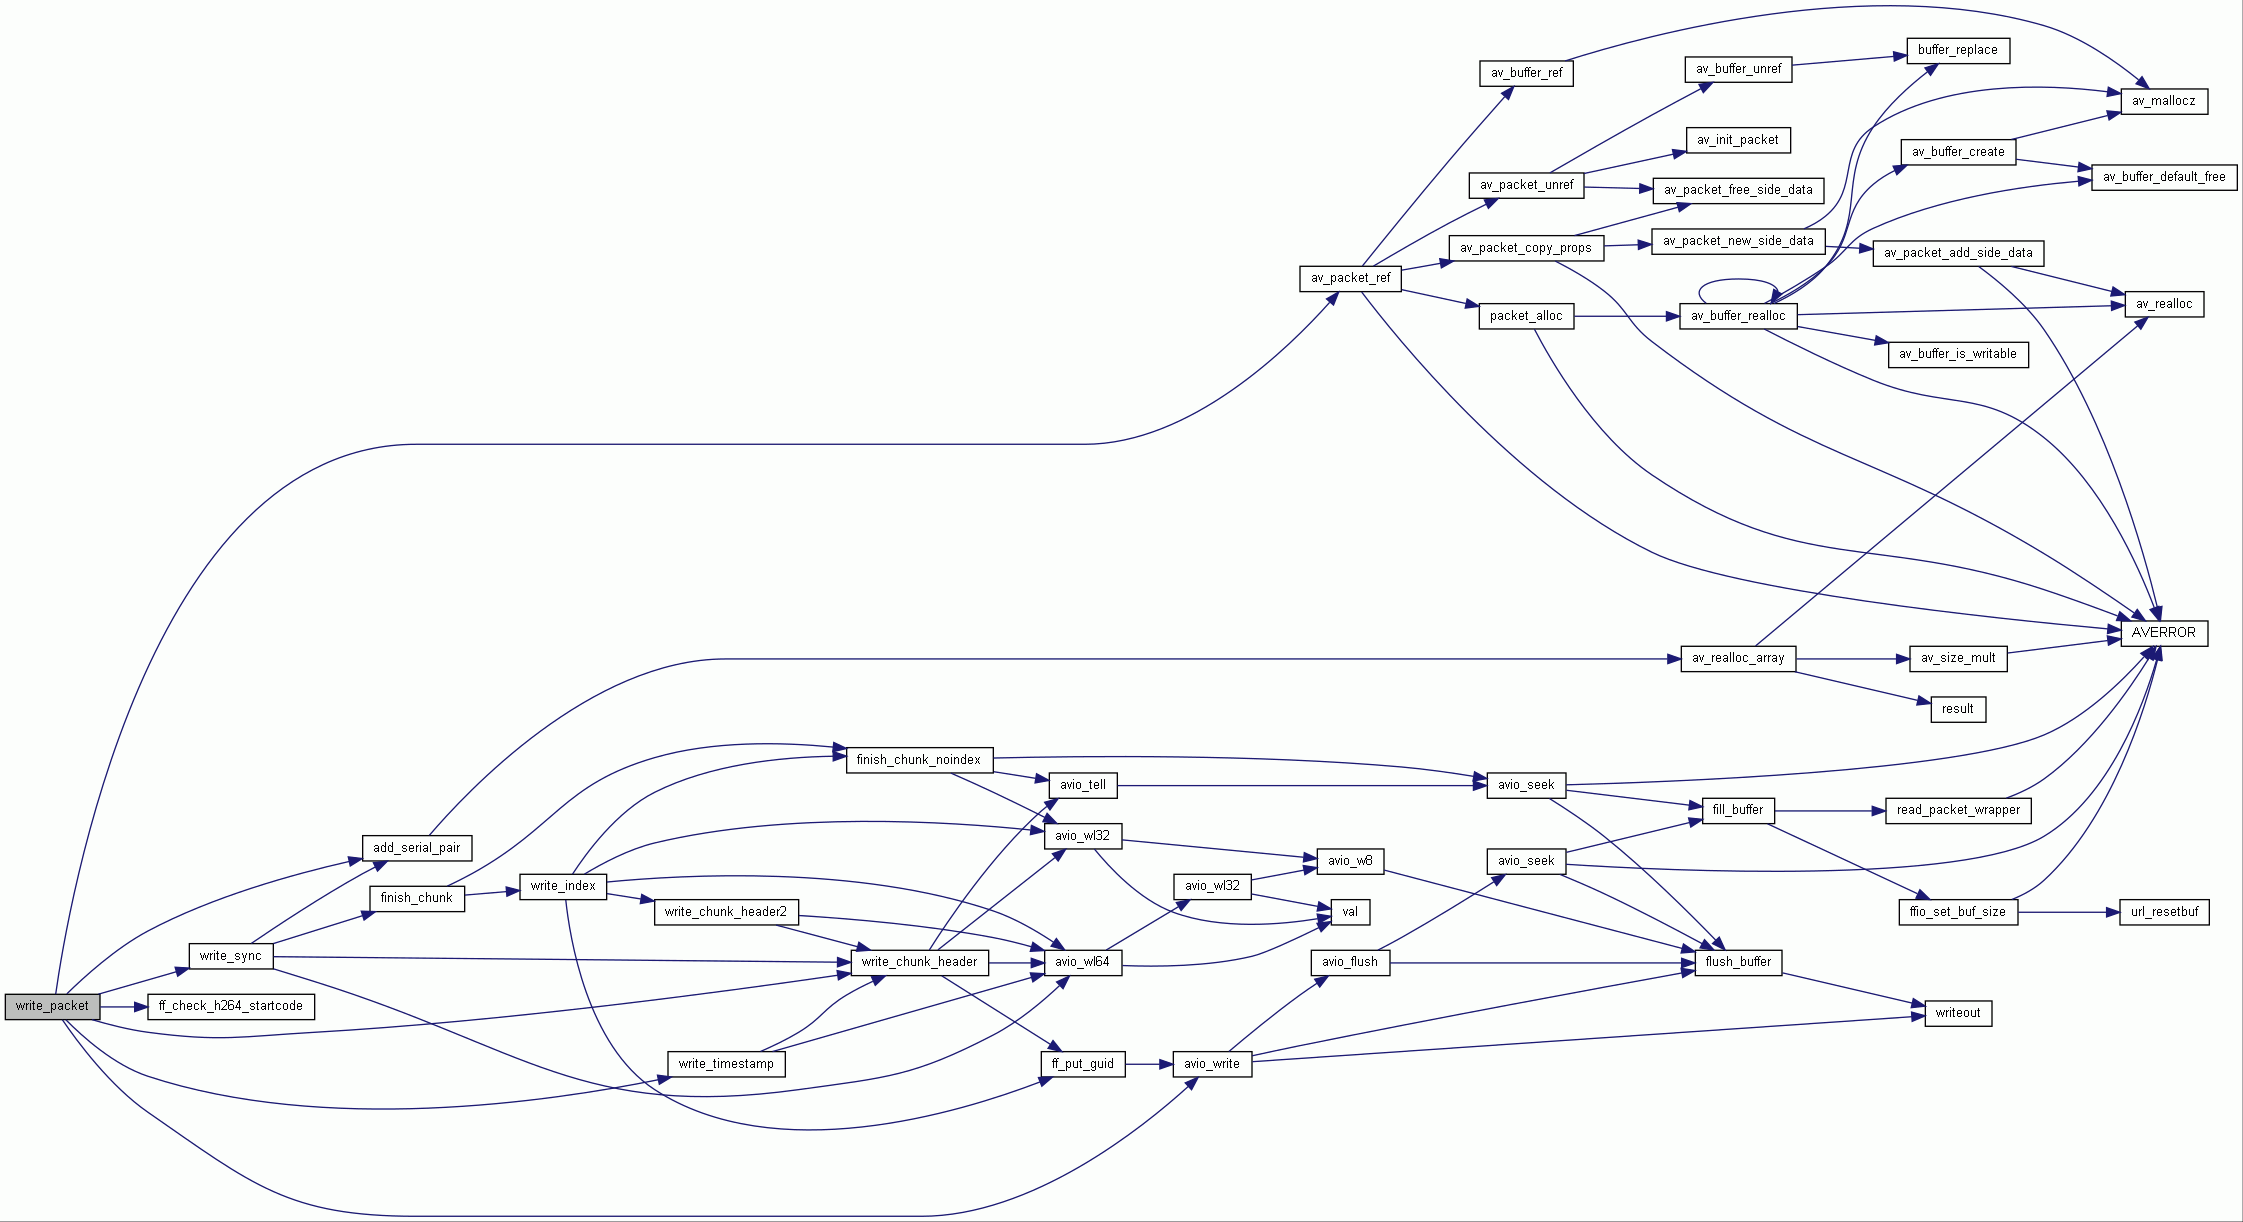 buffer_replace
av_buffer_ref
av_buffer_unref
av_mallocz
av_init_packet
av_buffer_create
av_packet_unref
av_packet_free_side_data
av_buffer_default_free
av_packet_copy_props
av_packet_new_side_data
av_packet_add_side_data
av_packet_ref
packet_alloc
av_buffer_realloc
av_realloc
av_buffer_is_writable
AVERROR
av_realloc_array
av_size_mult
result
finish_chunk_noindex
avio_tell
avio_seek
fill_buffer
read_packet_wrapper
avio_wl32
add_serial_pair
avio_w8
avio_seek
finish_chunk
write_index
avio_wl32
write_chunk_header2
val
ffio_set_buf_size
url_resetbuf
write_sync
write_chunk_header
avio_wl64
avio_flush
flush_buffer
write_packet
ff_check_h264_startcode
writeout
write_timestamp
ff_put_guid
avio_write